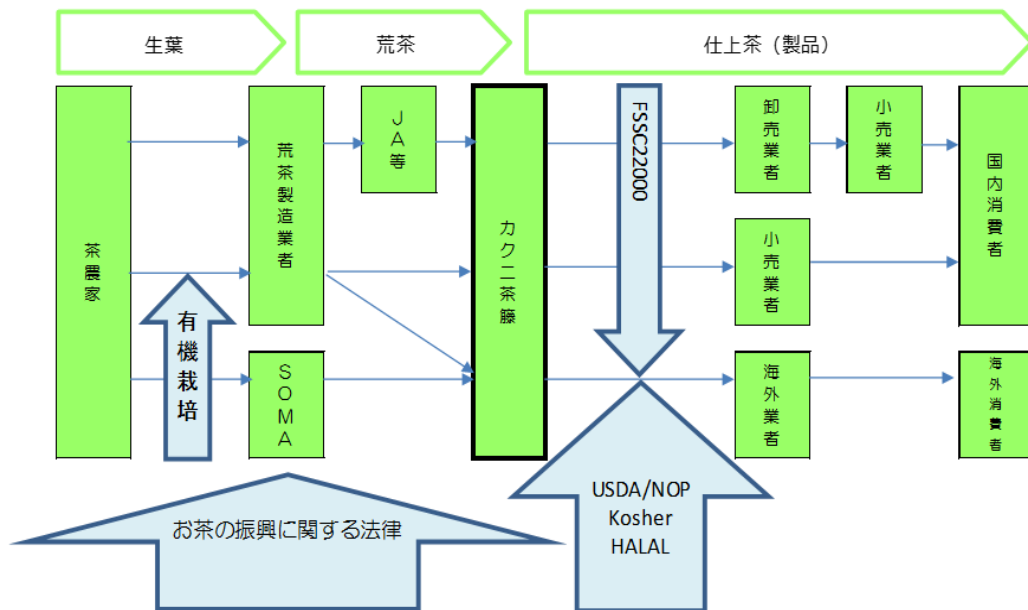 生葉
荒茶
仕上茶（製品）
茶農家
荒茶製造業者
ＪＡ等
カクニ茶籐
FSSC22000
卸売業者
小売業者
国内消費者
小売業者
有機栽培
ＳＯＭＡ
海外業者
海外消費者
お茶の振興に関する法律
USDA/NOP
Kosher
HALAL